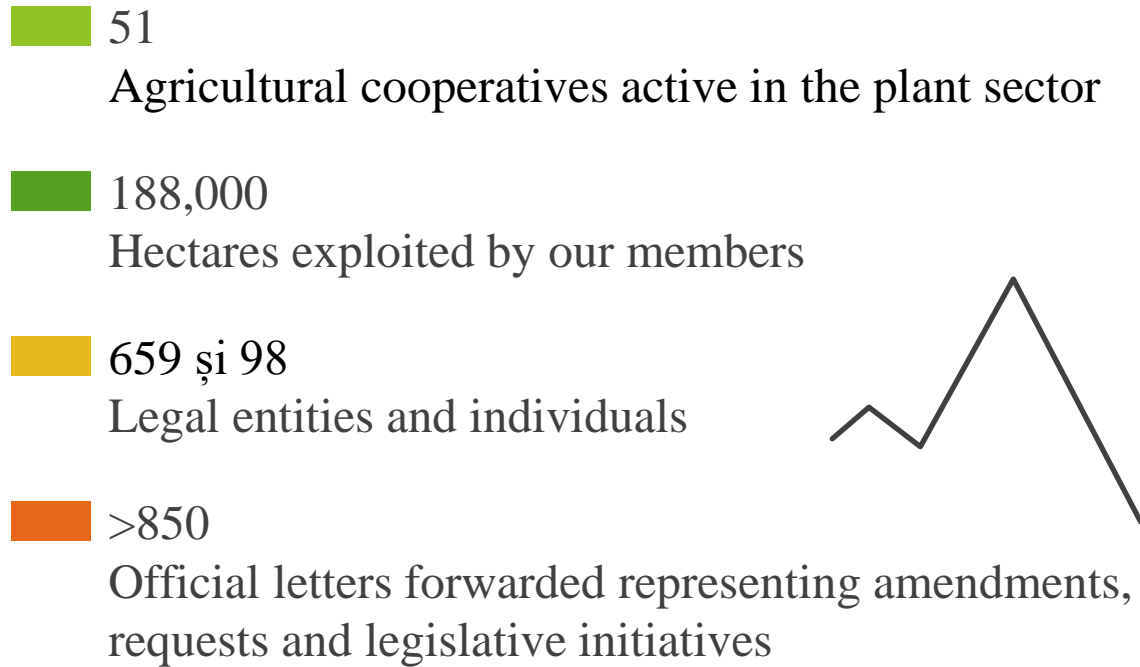 51
Agricultural cooperatives active in the plant sector
188,000
Hectares exploited by our members
659 și 98
Legal entities and individuals
>850
Official letters forwarded representing amendments,
requests and legislative initiatives